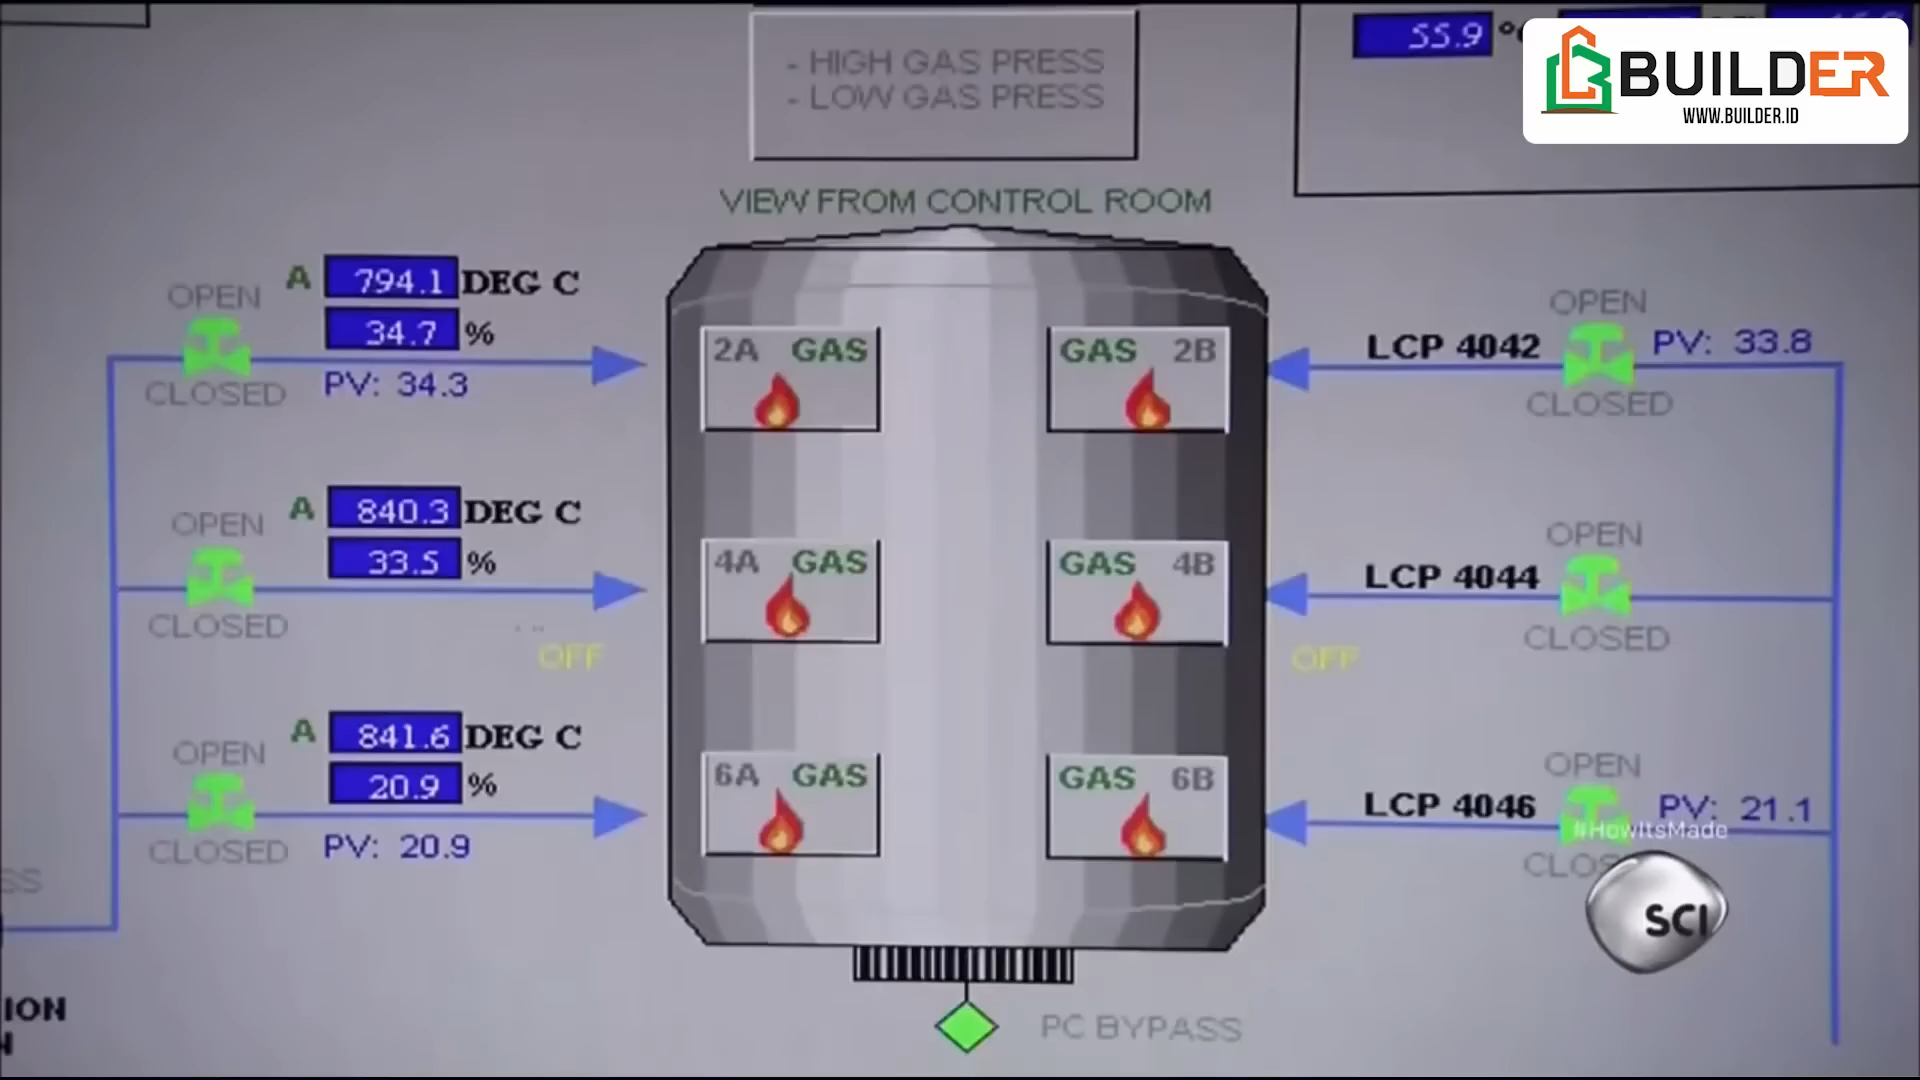 55.9 °
BUILDER
WWW.BUILDER.ID
- HIGH GAS PRESS
- LOW GAS PRESS
VIEW FROM CONTROL ROOM
OPEN
A 794.1 DEG C
34.7 %
CLOSED
PV: 34.3
2A GAS
GAS 2B
LCP 4042
OPEN
PV: 33.8
CLOSED
OPEN
A 840.3 DEG C
33.5 %
CLOSED
OFF
4A GAS
GAS 4B
LCP 4044
OPEN
CLOSED
OFF
OPEN
A 841.6 DEG C
20.9 %
CLOSED
PV: 20.9
6A GAS
GAS 6B
LCP 4046
OPEN
PV: 21.1
#HowItsMade
CLOS
SCI
SS
ION
N
PC BYPASS